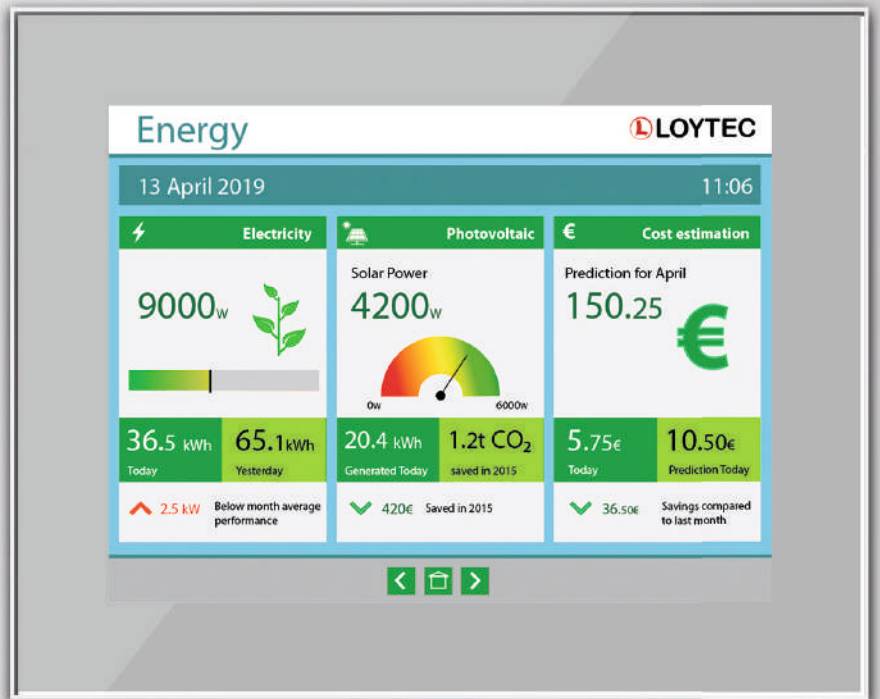 Energy
LOYTEC
13 April 2019
11:06
Electricity
9000w
36.5 kWh
Today
65.1kWh
Yesterday
2.5 kW
Below month average
performance
Photovoltaic
Solar Power
4200w
0w
6000w
20.4 kWh
Generated Today
1.2t CO₂
saved in 2015
420€
Saved in 2015
€
Cost estimation
Prediction for April
150.25
€
5.75€
Today
10.50€
Prediction Today
36.50€
Savings compared
to last month